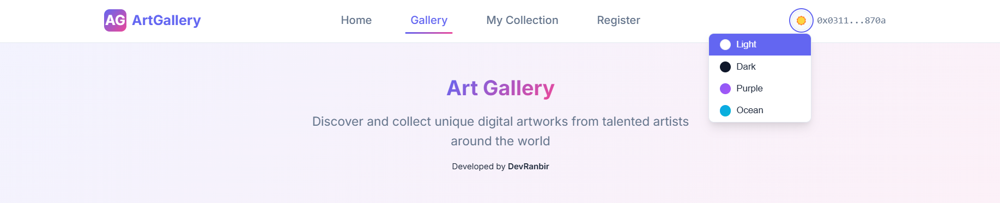 AG ArtGallery Home Gallery My Collection Register 0x0311...870a
Light
Dark
Purple
Ocean
Art Gallery
Discover and collect unique digital artworks from talented artists
around the world
Developed by DevRanbir